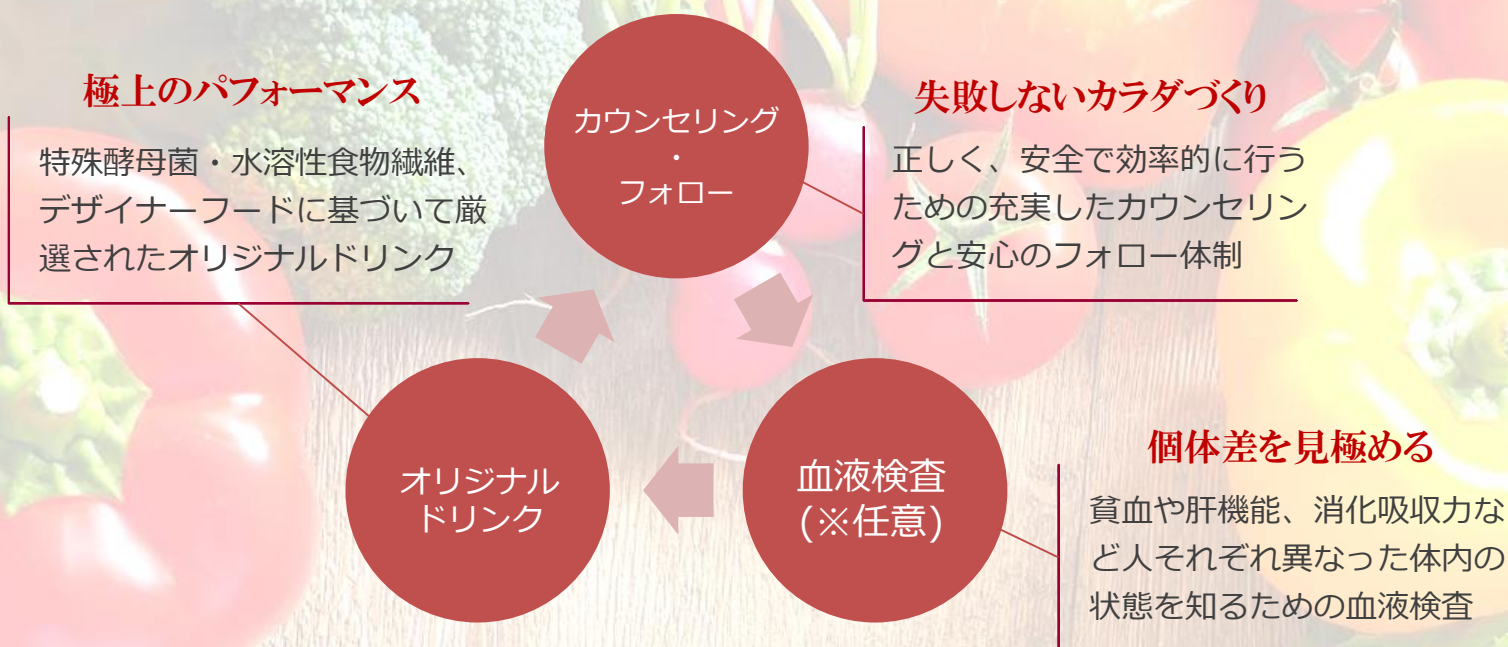 極上のパフォーマンス
特殊酵母菌・水溶性食物繊維、
デザイナーフードに基づいて厳
選されたオリジナルドリンク
カウンセリング
・
フォロー
失敗しないカラダづくり
正しく、安全で効率的に行う
ための充実したカウンセリン
グと安心のフォロー体制
オリジナル
ドリンク
血液検査
(※任意)
個体差を見極める
貧血や肝機能、消化吸収力な
ど人それぞれ異なった体内の
状態を知るための血液検査